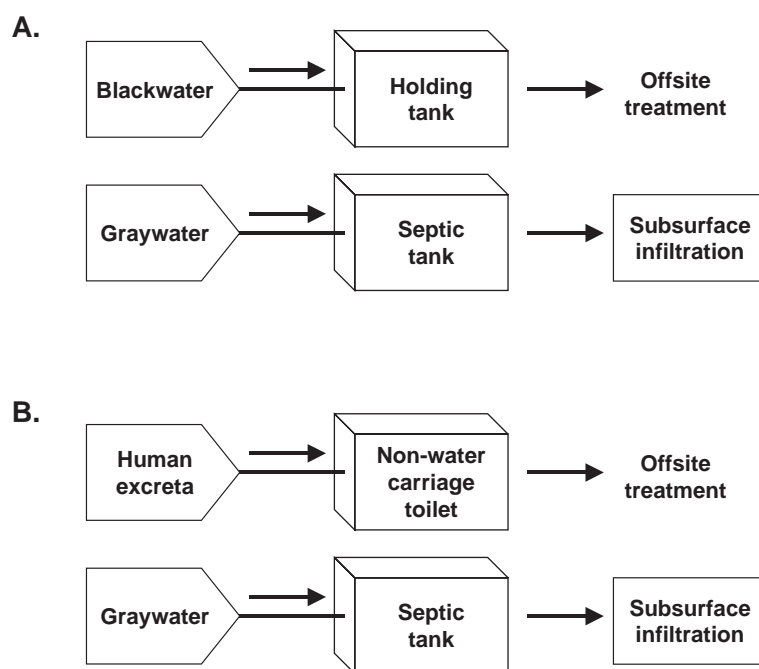 A.
Blackwater
Holding
tank
Offsite
treatment
Graywater
Septic
tank
Subsurface
infiltration
B.
Human
excreta
Non-water
carriage
toilet
Offsite
treatment
Graywater
Septic
tank
Subsurface
infiltration